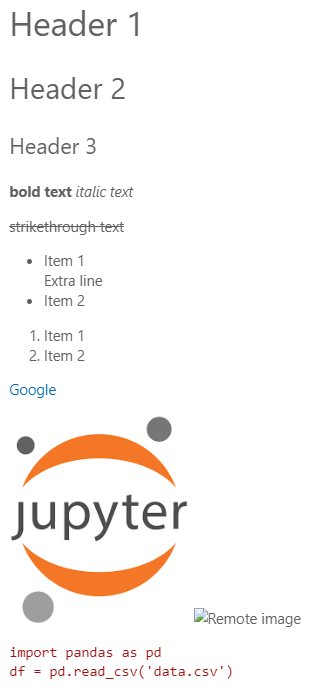 Header 1
Header 2
Header 3
bold text italic text
strikethrough text
Item 1
Extra line
Item 2
1. Item 1
2. Item 2
Google
jupyter
Remote image
import pandas as pd
df = pd.read_csv('data.csv')